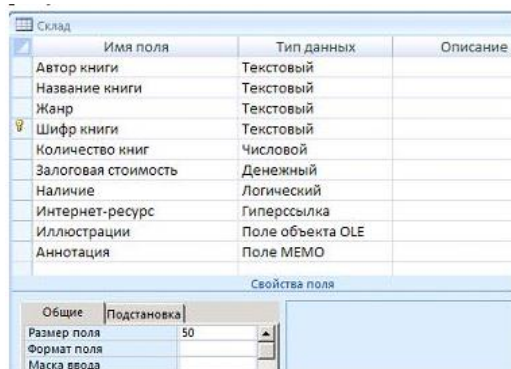 Склад
Имя поля Тип данных Описание
Автор книги Текстовый
Название книги Текстовый
Жанр Текстовый
Шифр книги Текстовый
Количество книг Числовой
Залоговая стоимость Денежный
Наличие Логический
Интернет-ресурс Гиперссылка
Иллюстрации Поле объекта OLE
Аннотация Поле МЕМО
Свойства поля
Общие Подстановка
Размер поля 50
Формат поля
Маска ввода